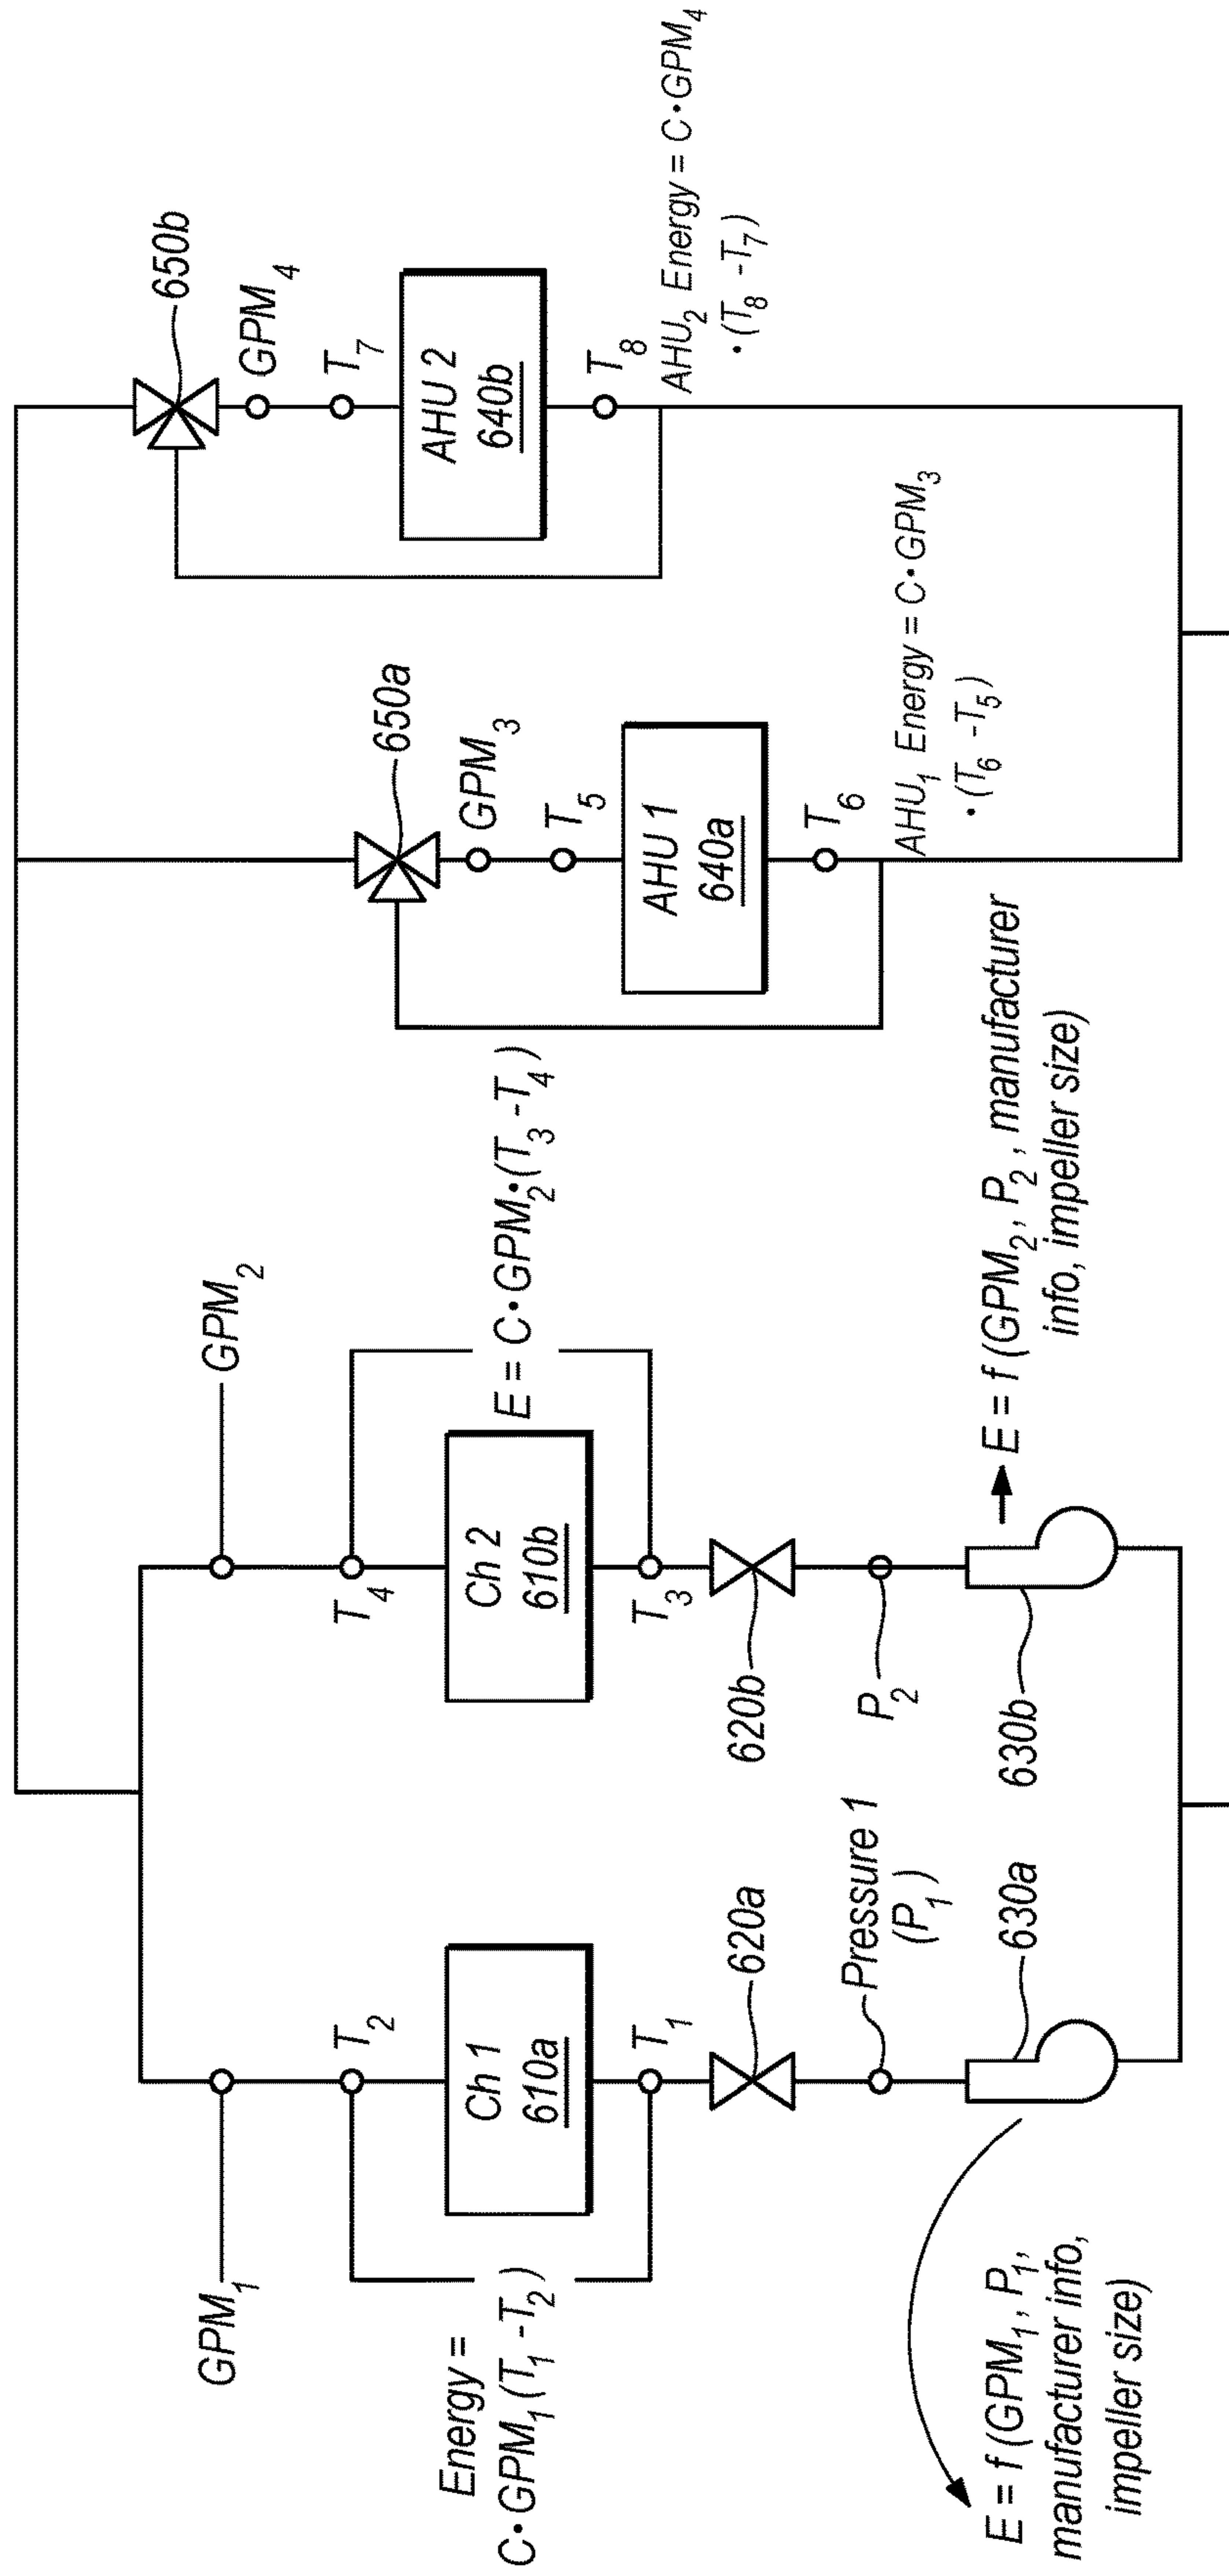 GPM1
GPM2
T2
T4
Energy =
C•GPM1 (T1 -T2)
Ch 1
610a
Ch 2
610b
E = C•GPM2•(T3 -T4)
T1
T3
620a
620b
Pressure 1
(P1)
P2
630a
630b
E = f (GPM1, P1,
manufacturer info,
impeller size)
E = f (GPM2, P2, manufacturer
info, impeller size)
650a
GPM3
T5
AHU 1
640a
T6
AHU1 Energy = C•GPM3
• (T6 -T5)
650b
GPM4
T7
AHU 2
640b
T8
AHU2 Energy = C•GPM4
• (T8 -T7)